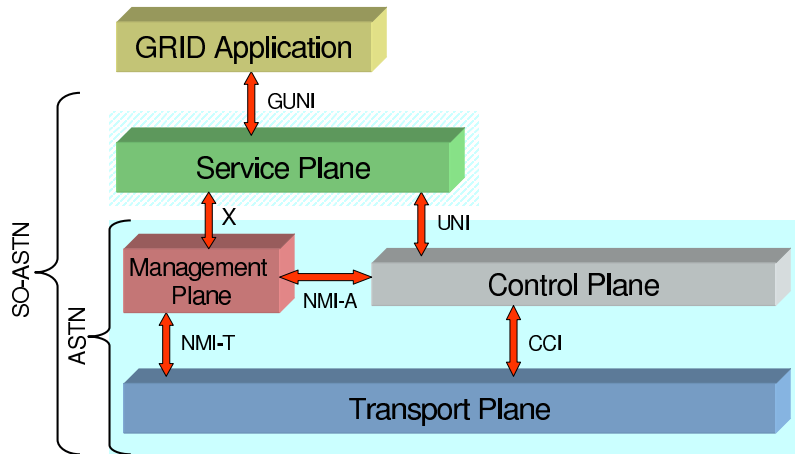 GRID Application
GUNI
Service Plane
X
UNI
SO-ASTN
ASTN
Management
Plane
NMI-A
Control Plane
NMI-T
CCI
Transport Plane